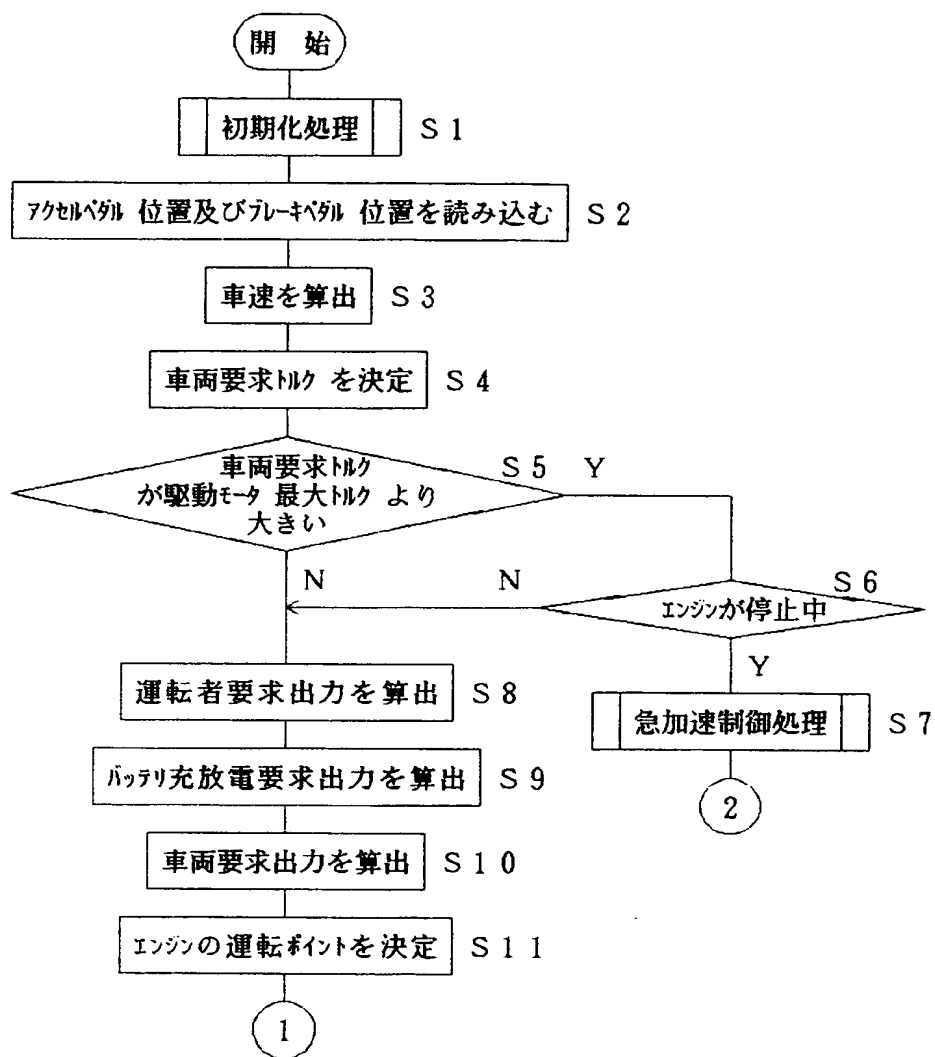 開　始
初期化処理 Ｓ１
ｱｸｾﾙﾍﾟﾀﾞﾙ 位置及びﾌﾞﾚｰｷﾍﾟﾀﾞﾙ 位置を読み込む Ｓ２
車速を算出 Ｓ３
車両要求ﾄﾙｸ を決定 Ｓ４
車両要求ﾄﾙｸ
が駆動ﾓｰﾀ 最大ﾄﾙｸ より
大きい
Ｓ５ Ｙ
Ｎ Ｎ
ｴﾝｼﾞﾝが停止中 Ｓ６
Ｙ
急加速制御処理 Ｓ７
２
運転者要求出力を算出 Ｓ８
ﾊﾞｯﾃﾘ充放電要求出力を算出 Ｓ９
車両要求出力を算出 Ｓ１０
ｴﾝｼﾞﾝの運転ﾎﾟｲﾝﾄを決定 Ｓ１１
１